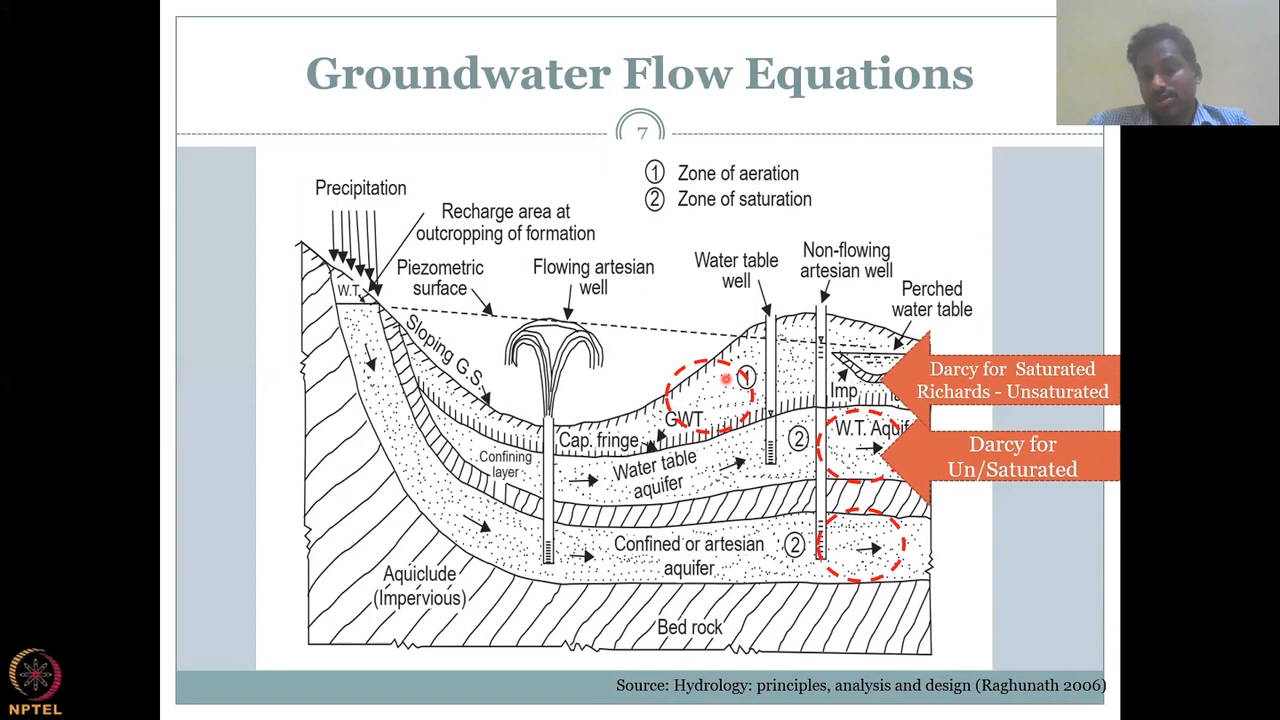 Groundwater Flow Equations
7
1 Zone of aeration
2 Zone of saturation
Precipitation
Recharge area at
outcropping of formation
W.T.
Piezometric
surface
Flowing artesian
well
Water table
well
Non-flowing
artesian well
Perched
water table
Sloping G.S.
1
Imp
Darcy for Saturated
Richards - Unsaturated
GWT
Cap. fringe
W.T. Aquif
2
Darcy for
Un/Saturated
Confining
layer
Water table
aquifer
Confined or artesian
aquifer
2
Aquiclude
(Impervious)
Bed rock
Source: Hydrology: principles, analysis and design (Raghunath 2006)
NPTEL